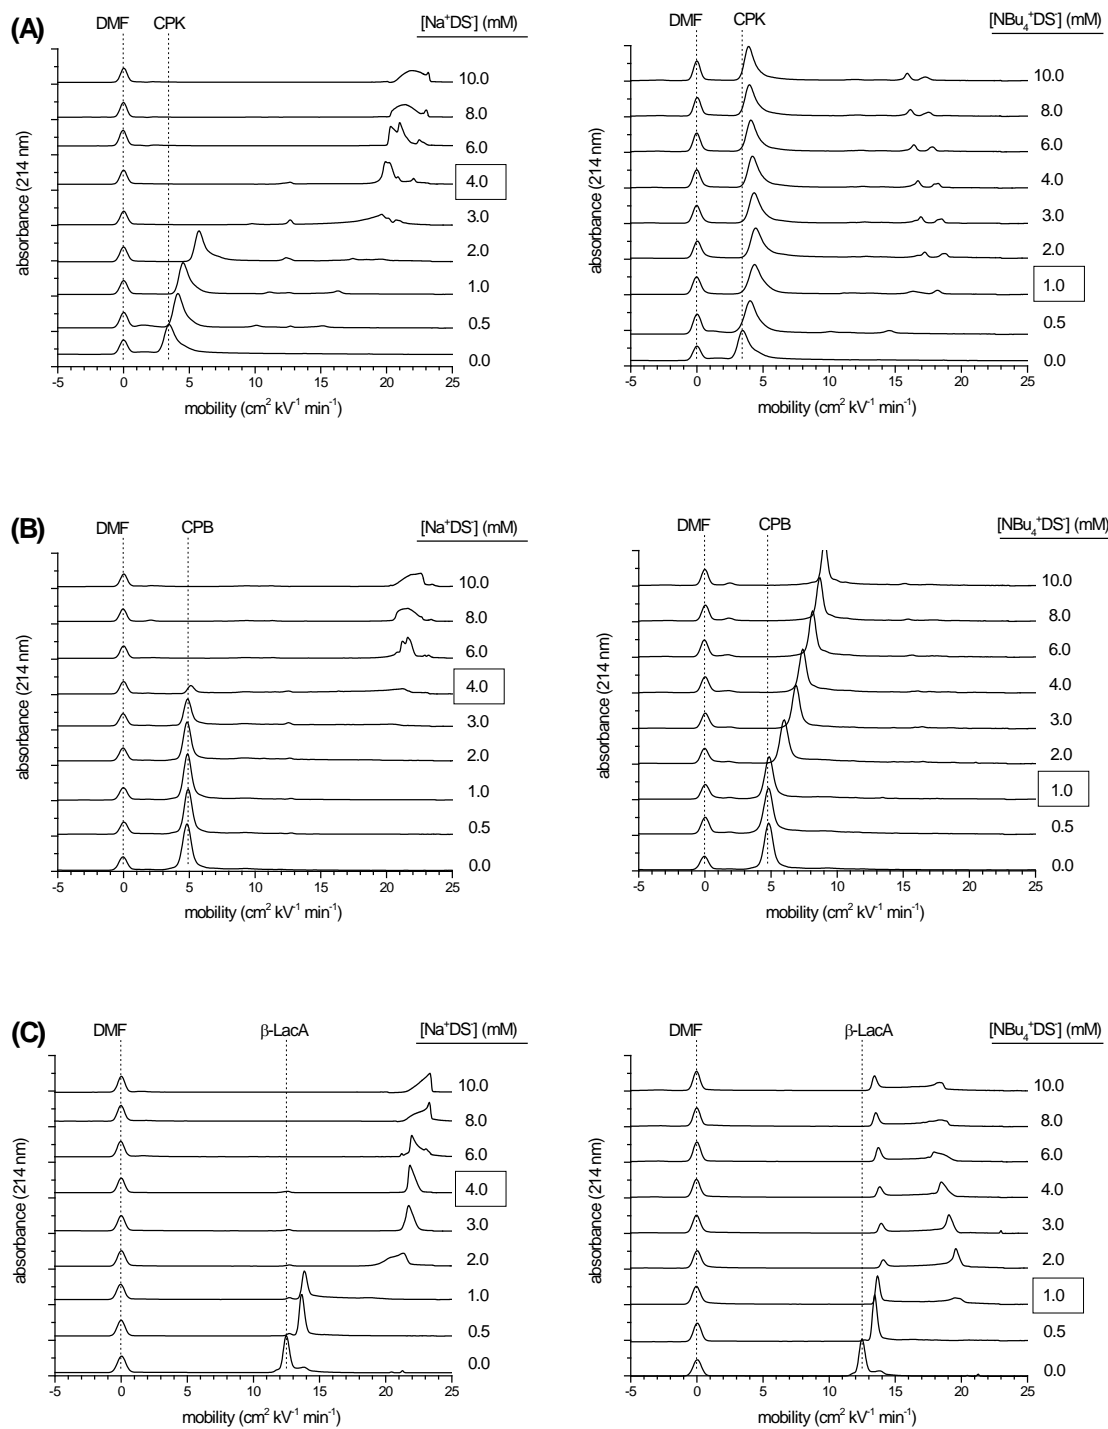 (A)
DMF CPK [Na⁺DS⁻] (mM)
absorbance (214 nm)
10.0
8.0
6.0
4.0
3.0
2.0
1.0
0.5
0.0
-5 0 5 10 15 20 25
mobility (cm² kV⁻¹ min⁻¹)
DMF CPK [NBu₄⁺DS⁻] (mM)
absorbance (214 nm)
10.0
8.0
6.0
4.0
3.0
2.0
1.0
0.5
0.0
-5 0 5 10 15 20 25
mobility (cm² kV⁻¹ min⁻¹)
(B)
DMF CPB [Na⁺DS⁻] (mM)
absorbance (214 nm)
10.0
8.0
6.0
4.0
3.0
2.0
1.0
0.5
0.0
-5 0 5 10 15 20 25
mobility (cm² kV⁻¹ min⁻¹)
DMF CPB [NBu₄⁺DS⁻] (mM)
absorbance (214 nm)
10.0
8.0
6.0
4.0
3.0
2.0
1.0
0.5
0.0
-5 0 5 10 15 20 25
mobility (cm² kV⁻¹ min⁻¹)
(C)
DMF β-LacA [Na⁺DS⁻] (mM)
absorbance (214 nm)
10.0
8.0
6.0
4.0
3.0
2.0
1.0
0.5
0.0
-5 0 5 10 15 20 25
mobility (cm² kV⁻¹ min⁻¹)
DMF β-LacA [NBu₄⁺DS⁻] (mM)
absorbance (214 nm)
10.0
8.0
6.0
4.0
3.0
2.0
1.0
0.5
0.0
-5 0 5 10 15 20 25
mobility (cm² kV⁻¹ min⁻¹)